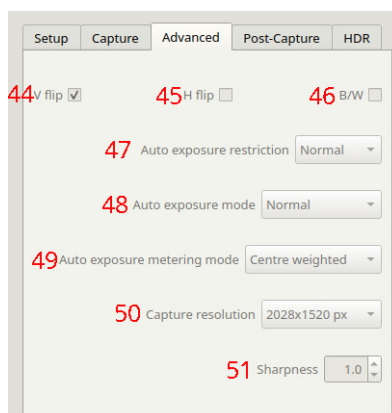 Setup Capture Advanced Post-Capture HDR
44 V flip 45 H flip 46 B/W
47 Auto exposure restriction Normal
48 Auto exposure mode Normal
49 Auto exposure metering mode Centre weighted
50 Capture resolution 2028x1520 px
51 Sharpness 1.0